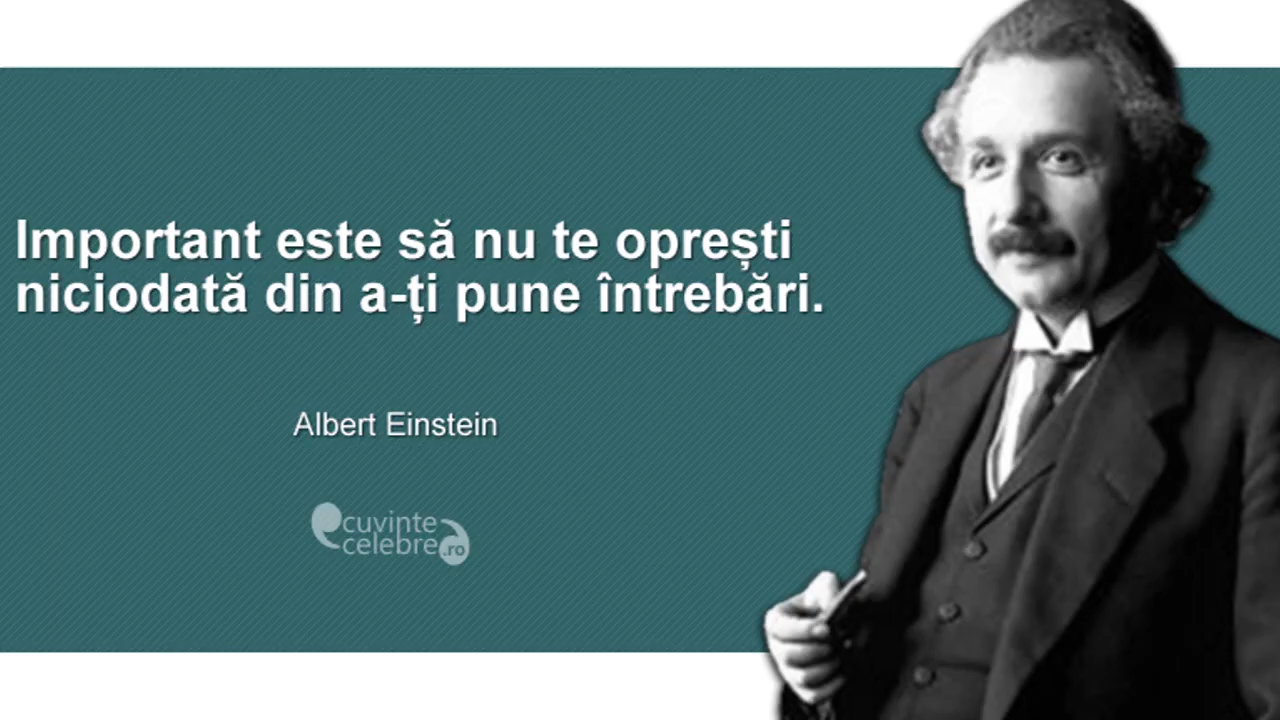 Important este să nu te oprești
niciodată din a-ți pune întrebări.
Albert Einstein
cuvinte
celebre.ro